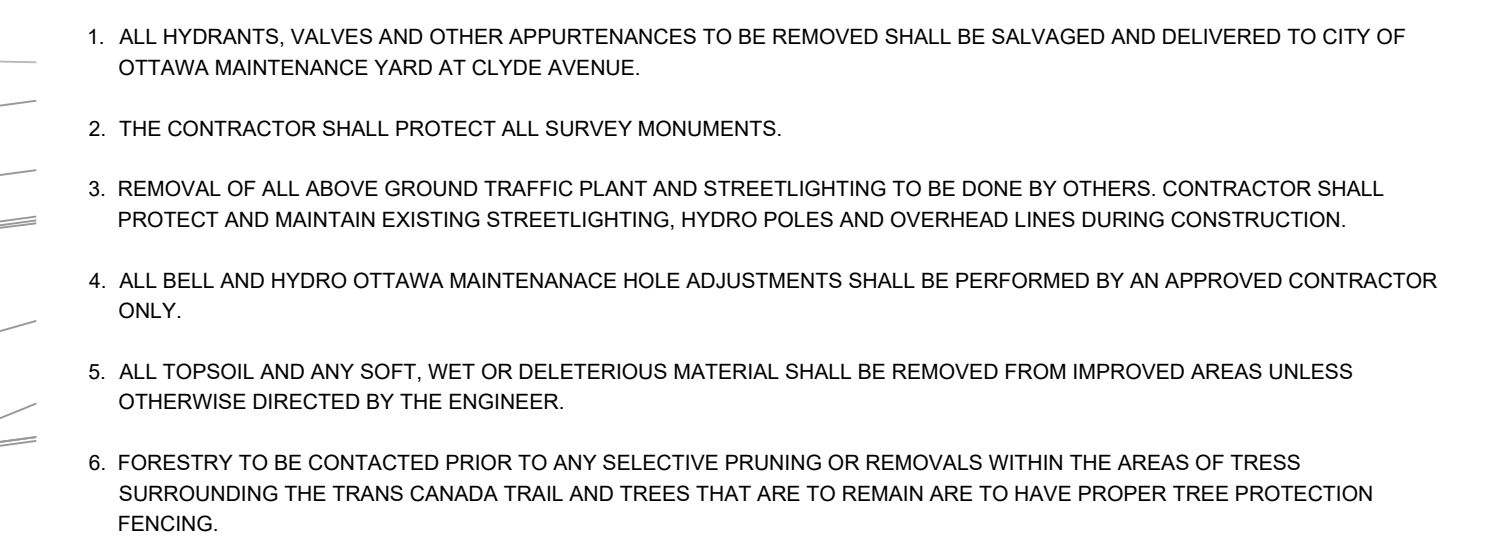 1. ALL HYDRANTS, VALVES AND OTHER APPURTENANCES TO BE REMOVED SHALL BE SALVAGED AND DELIVERED TO CITY OF
OTTAWA MAINTENANCE YARD AT CLYDE AVENUE.
2. THE CONTRACTOR SHALL PROTECT ALL SURVEY MONUMENTS.
3. REMOVAL OF ALL ABOVE GROUND TRAFFIC PLANT AND STREETLIGHTING TO BE DONE BY OTHERS. CONTRACTOR SHALL
PROTECT AND MAINTAIN EXISTING STREETLIGHTING, HYDRO POLES AND OVERHEAD LINES DURING CONSTRUCTION.
4. ALL BELL AND HYDRO OTTAWA MAINTENANACE HOLE ADJUSTMENTS SHALL BE PERFORMED BY AN APPROVED CONTRACTOR
ONLY.
5. ALL TOPSOIL AND ANY SOFT, WET OR DELETERIOUS MATERIAL SHALL BE REMOVED FROM IMPROVED AREAS UNLESS
OTHERWISE DIRECTED BY THE ENGINEER.
6. FORESTRY TO BE CONTACTED PRIOR TO ANY SELECTIVE PRUNING OR REMOVALS WITHIN THE AREAS OF TRESS
SURROUNDING THE TRANS CANADA TRAIL AND TREES THAT ARE TO REMAIN ARE TO HAVE PROPER TREE PROTECTION
FENCING.